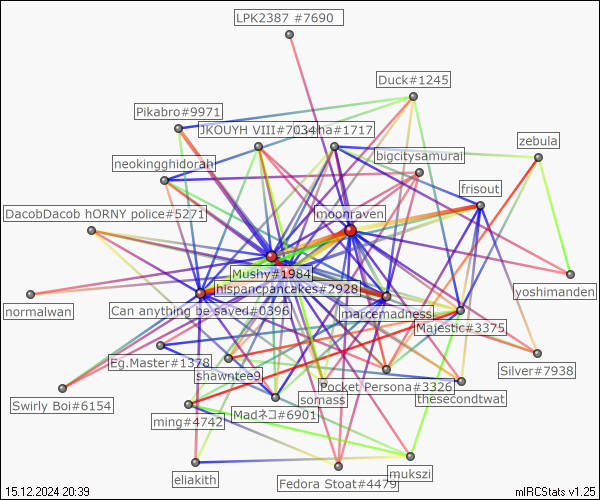 LPK2387 #7690
Duck#1245
Pikabro#9971
JKOUYH VIII#7034
ha#1717
zebula
neokingghidorah
bigcitysamurai
frisout
DacobDacob hORNY police#5271
moonraven
Mushy#1984
hispancpancakes#2928
yoshimanden
normalwan
Can anything be saved#0396
marcemadness
Majestic#3375
Eg.Master#1378
shawntee9
Pocket Persona#3326
Silver#7938
Swirly Boi#6154
somass
thesecondtwat
ming#4742
Madネコ#6901
eliakith
Fedora Stoat#4479
mukszi
15.12.2024 20:39
mIRCStats v1.25